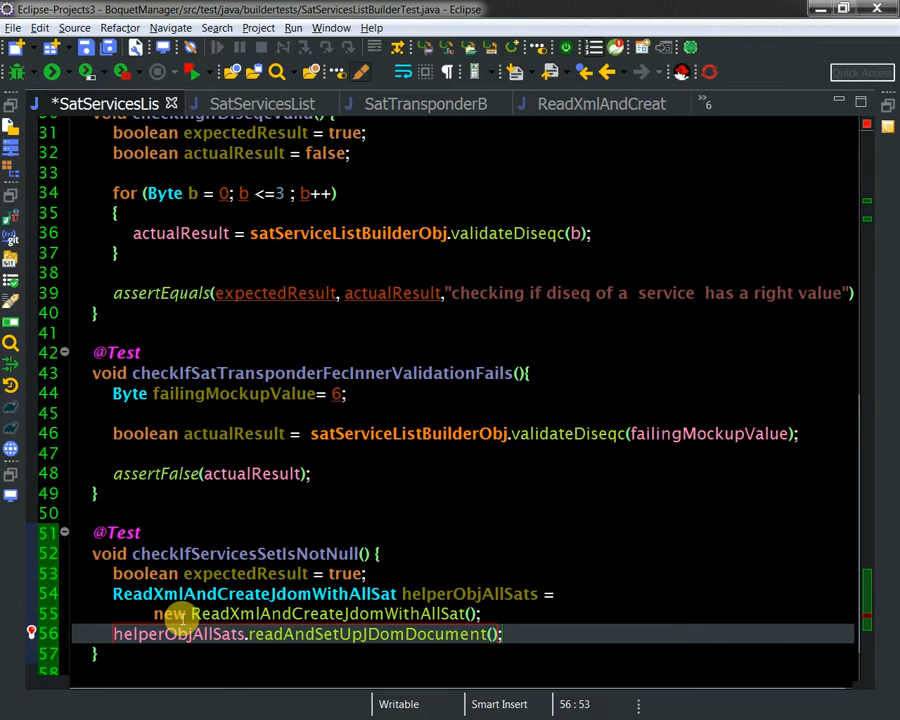 Eclipse-Projects3 - BoquetManager/src/test/java/buildertests/SatServicesListBuilderTest.java - Eclipse
File Edit Source Refactor Navigate Search Project Run Window Help
Quick Access
*SatServicesLis SatServicesList SatTransponderB ReadXmlAndCreat »6
31 boolean expectedResult = true;
32 boolean actualResult = false;
33
34 for (Byte b = 0; b <=3 ; b++)
35 {
36 actualResult = satServiceListBuilderObj.validateDiseqc(b);
37 }
38
39 assertEquals(expectedResult, actualResult,"checking if diseq of a  service  has a right value")
40 }
41
42 @Test
43 void checkIfSatTransponderFecInnerValidationFails(){
44 Byte failingMockupValue= 6;
45
46 boolean actualResult =  satServiceListBuilderObj.validateDiseqc(failingMockupValue);
47
48 assertFalse(actualResult);
49 }
50
51 @Test
52 void checkIfServicesSetIsNotNull() {
53 boolean expectedResult = true;
54 ReadXmlAndCreateJdomWithAllSat helperObjAllSats =
55 new ReadXmlAndCreateJdomWithAllSat();
56 helperObjAllSats.readAndSetUpJDomDocument();
57 }
58
Writable Smart Insert 56 : 53